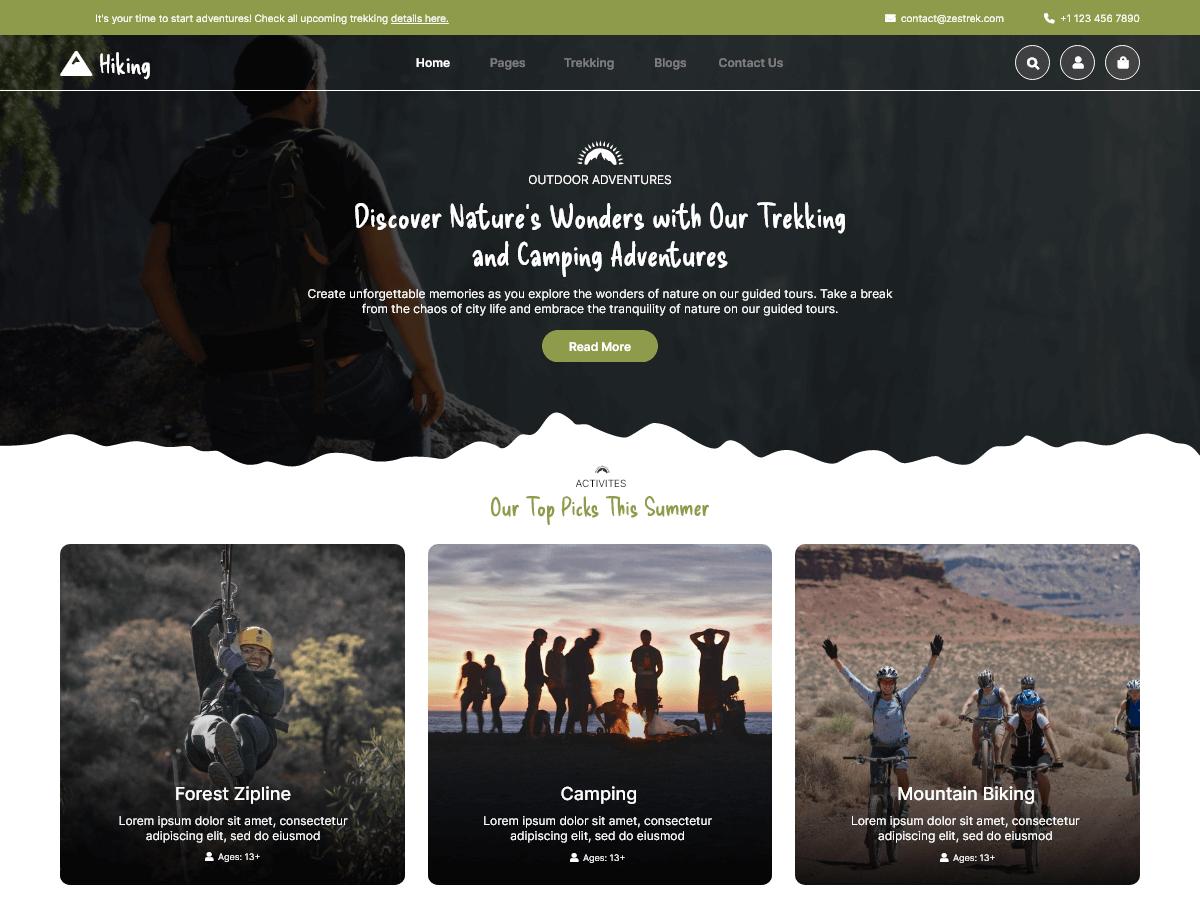 It's your time to start adventures! Check all upcoming trekking details here.
contact@zestrek.com
+1 123 456 7890
Hiking
Home
Pages
Trekking
Blogs
Contact Us
OUTDOOR ADVENTURES
Discover Nature's Wonders with Our Trekking
and Camping Adventures
Create unforgettable memories as you explore the wonders of nature on our guided tours. Take a break
from the chaos of city life and embrace the tranquility of nature on our guided tours.
Read More
ACTIVITES
Our Top Picks This Summer
Forest Zipline
Lorem ipsum dolor sit amet, consectetur
adipiscing elit, sed do eiusmod
Ages: 13+
Camping
Lorem ipsum dolor sit amet, consectetur
adipiscing elit, sed do eiusmod
Ages: 13+
Mountain Biking
Lorem ipsum dolor sit amet, consectetur
adipiscing elit, sed do eiusmod
Ages: 13+